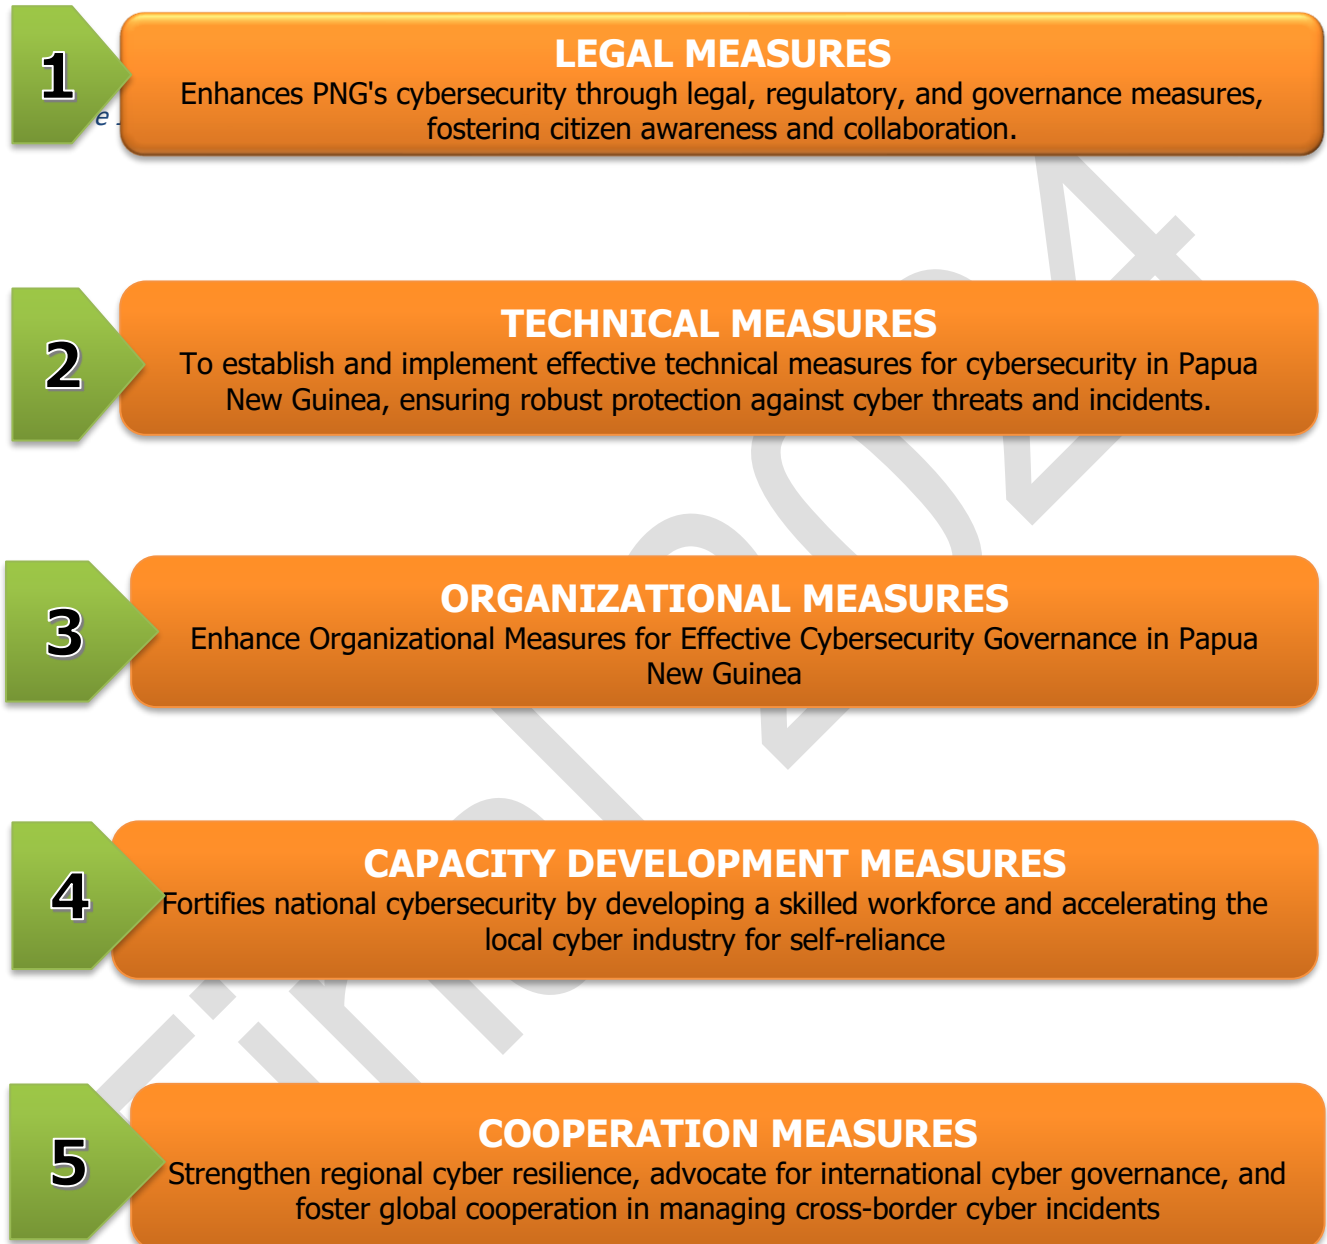 1
LEGAL MEASURES
Enhances PNG's cybersecurity through legal, regulatory, and governance measures,
fostering citizen awareness and collaboration.
2
TECHNICAL MEASURES
To establish and implement effective technical measures for cybersecurity in Papua
New Guinea, ensuring robust protection against cyber threats and incidents.
3
ORGANIZATIONAL MEASURES
Enhance Organizational Measures for Effective Cybersecurity Governance in Papua
New Guinea
4
CAPACITY DEVELOPMENT MEASURES
Fortifies national cybersecurity by developing a skilled workforce and accelerating the
local cyber industry for self-reliance
5
COOPERATION MEASURES
Strengthen regional cyber resilience, advocate for international cyber governance, and
foster global cooperation in managing cross-border cyber incidents
Final 2024